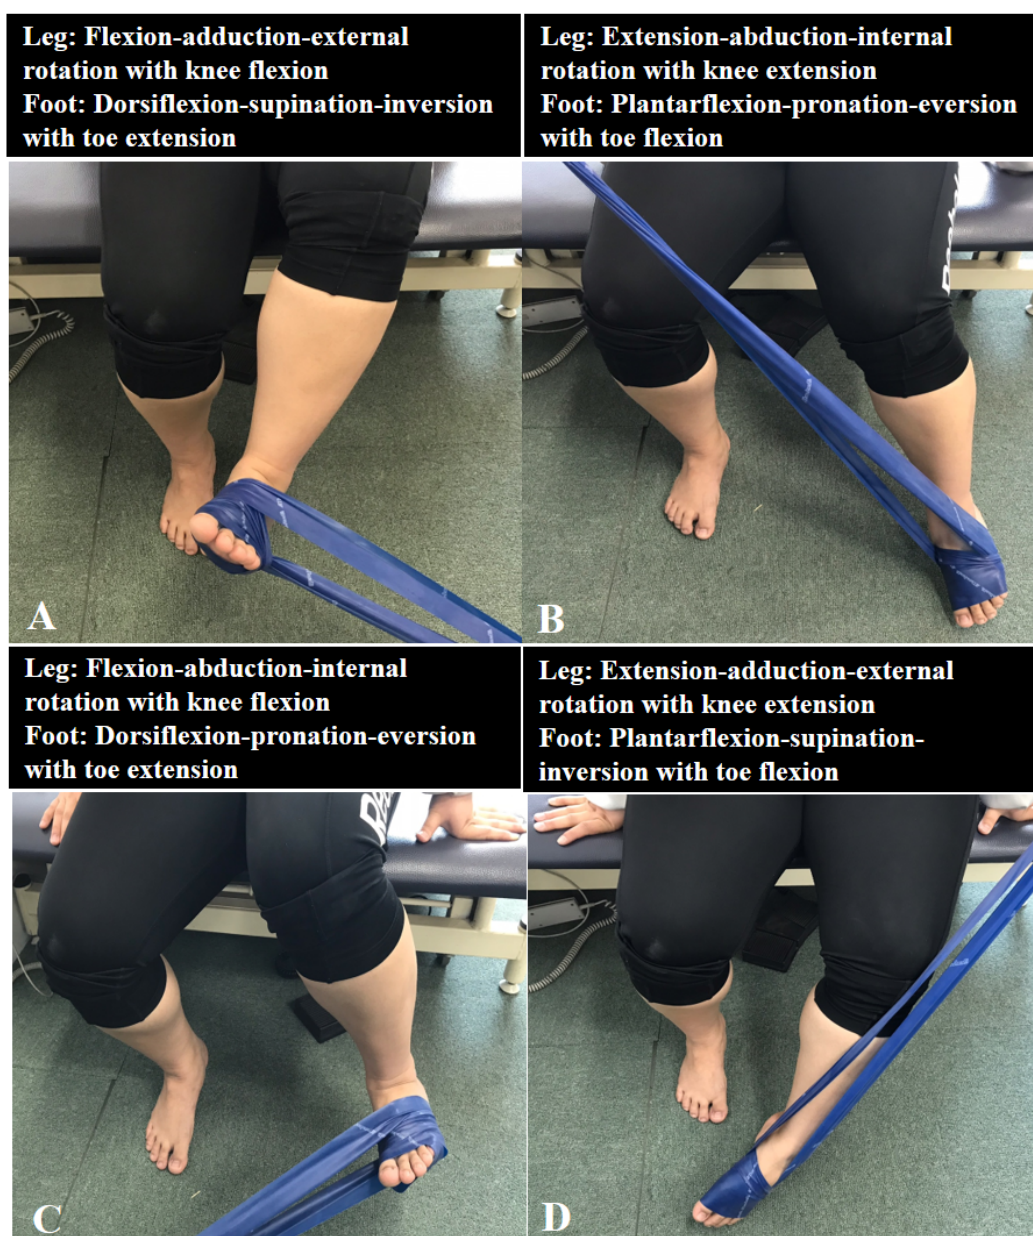 Leg: Flexion-adduction-external
rotation with knee flexion
Foot: Dorsiflexion-supination-inversion
with toe extension
Leg: Extension-abduction-internal
rotation with knee extension
Foot: Plantarflexion-pronation-eversion
with toe flexion
A
B
Leg: Flexion-abduction-internal
rotation with knee flexion
Foot: Dorsiflexion-pronation-eversion
with toe extension
Leg: Extension-adduction-external
rotation with knee extension
Foot: Plantarflexion-supination-
inversion with toe flexion
C
D